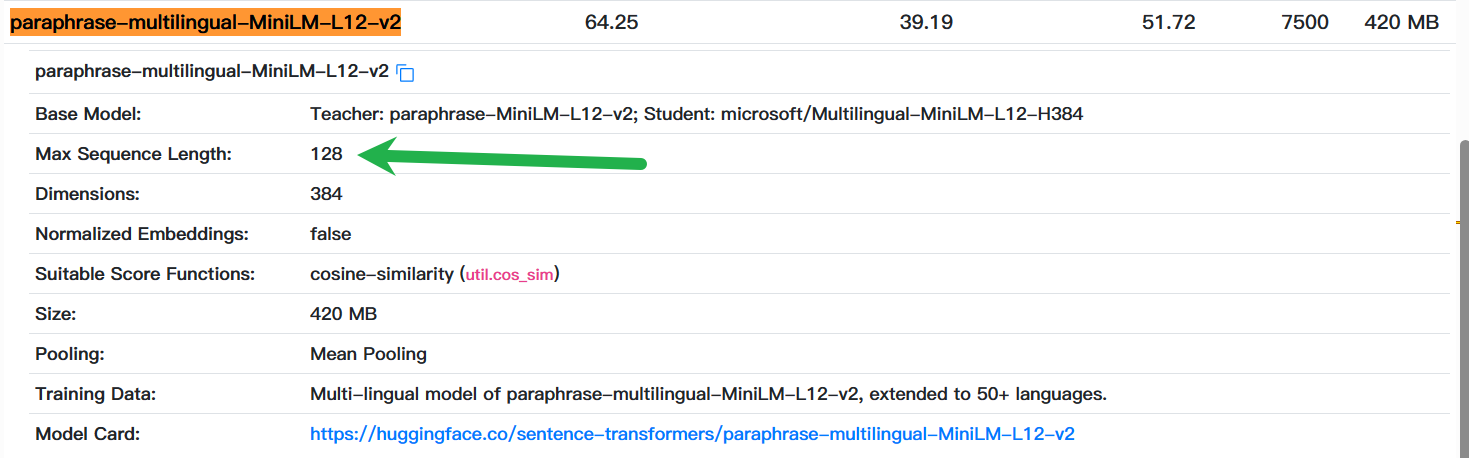 paraphrase-multilingual-MiniLM-L12-v2 64.25 39.19 51.72 7500 420 MB
paraphrase-multilingual-MiniLM-L12-v2
Base Model: Teacher: paraphrase-MiniLM-L12-v2; Student: microsoft/Multilingual-MiniLM-L12-H384
Max Sequence Length: 128
Dimensions: 384
Normalized Embeddings: false
Suitable Score Functions: cosine-similarity (util.cos_sim)
Size: 420 MB
Pooling: Mean Pooling
Training Data: Multi-lingual model of paraphrase-multilingual-MiniLM-L12-v2, extended to 50+ languages.
Model Card: https://huggingface.co/sentence-transformers/paraphrase-multilingual-MiniLM-L12-v2